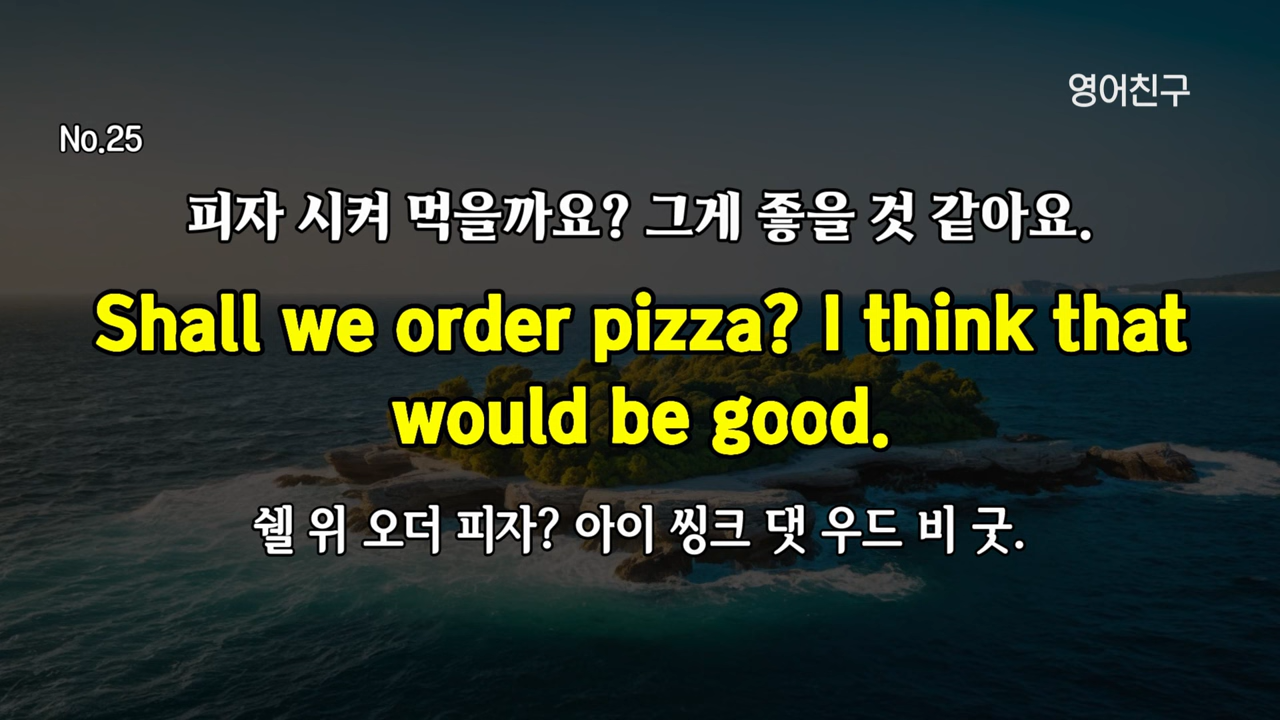 영어친구
No.25
피자 시켜 먹을까요? 그게 좋을 것 같아요.
Shall we order pizza? I think that
would be good.
쉘 위 오더 피자? 아이 씽크 댓 우드 비 굿.